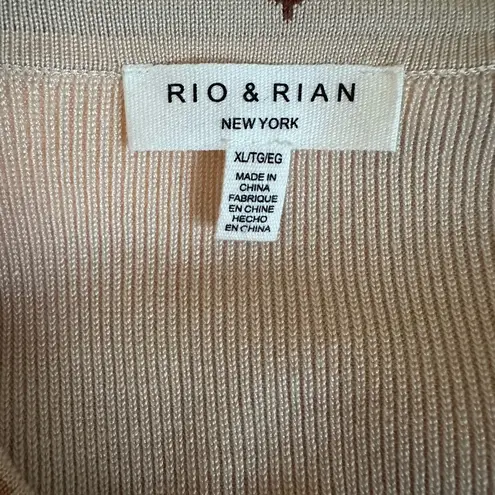 RIO & RIAN
NEW YORK
XL/TG/EG
MADE IN
CHINA
FABRIQUE
EN CHINE
HECHO
EN CHINA